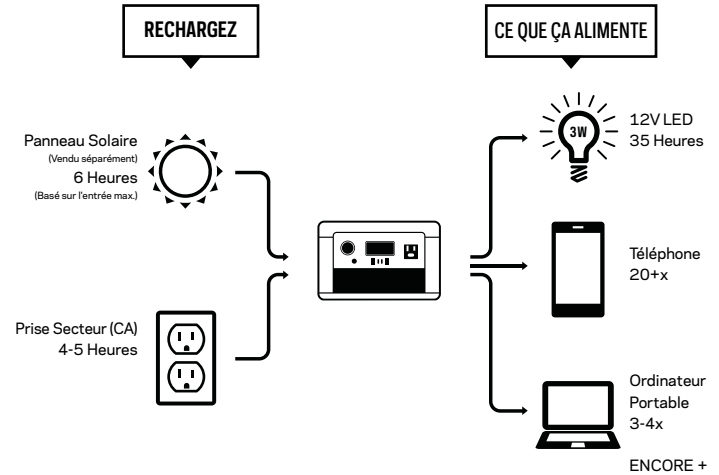 RECHARGEZ
CE QUE ÇA ALIMENTE
Panneau Solaire
(Vendu séparément)
6 Heures
(Basé sur l'entrée max.)
Prise Secteur (CA)
4-5 Heures
3W
12V LED
35 Heures
Téléphone
20+x
Ordinateur
Portable
3-4x
ENCORE +